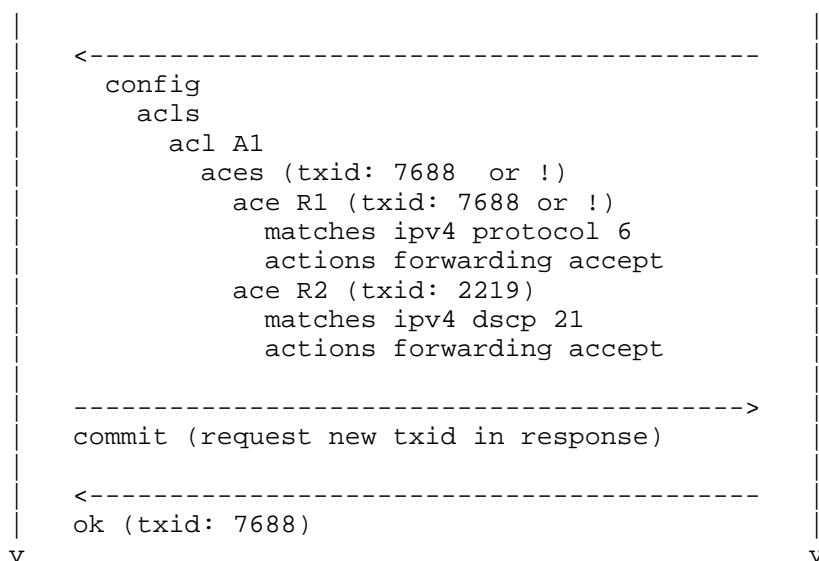 <------------------------------------------
config
acls
acl A1
aces (txid: 7688  or !)
ace R1 (txid: 7688 or !)
matches ipv4 protocol 6
actions forwarding accept
ace R2 (txid: 2219)
matches ipv4 dscp 21
actions forwarding accept
------------------------------------------>
commit (request new txid in response)
<------------------------------------------
ok (txid: 7688)
v v